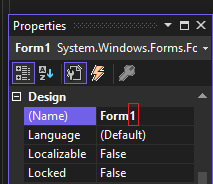 Properties
Form1 System.Windows.Forms.Fo
Design
(Name) Form1
Language (Default)
Localizable False
Locked False